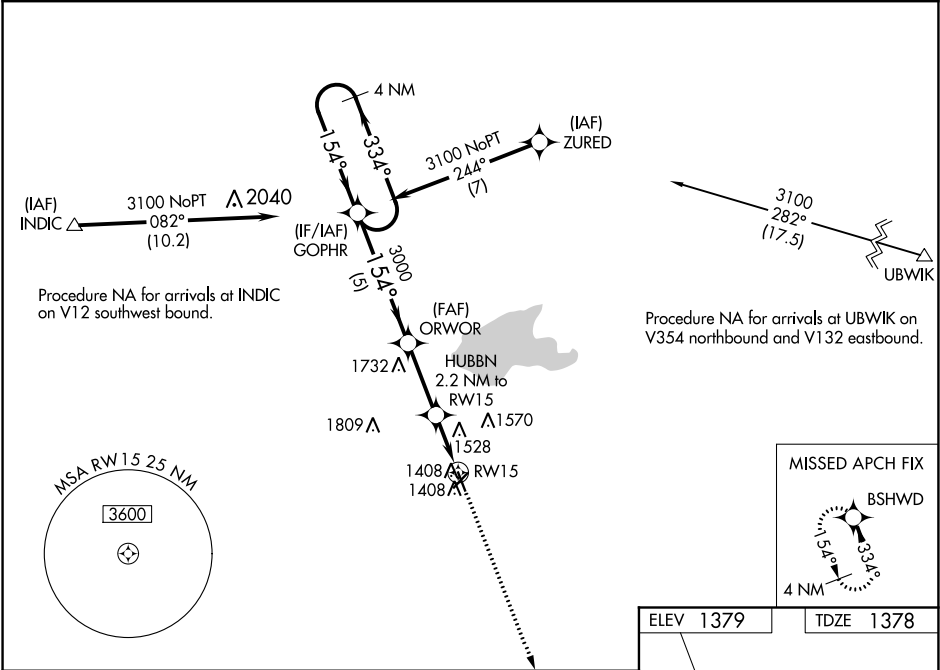 4 NM
154°
334°
3100 NoPT
244°
(7)
(IAF)
ZURED
(IAF)
INDIC
3100 NoPT
082°
(10.2)
2040
(IF/IAF)
GOPHR
3000
154°
(5)
3100
282°
(17.5)
UBWIK
Procedure NA for arrivals at INDIC
on V12 southwest bound.
Procedure NA for arrivals at UBWIK on
V354 northbound and V132 eastbound.
(FAF)
ORWOR
1732
HUBBN
2.2 NM to
RW15
1809
1570
1528
1408
RW15
1408
MSA RW15 25 NM
3600
MISSED APCH FIX
BSHWD
154°
334°
4 NM
ELEV 1379
TDZE 1378